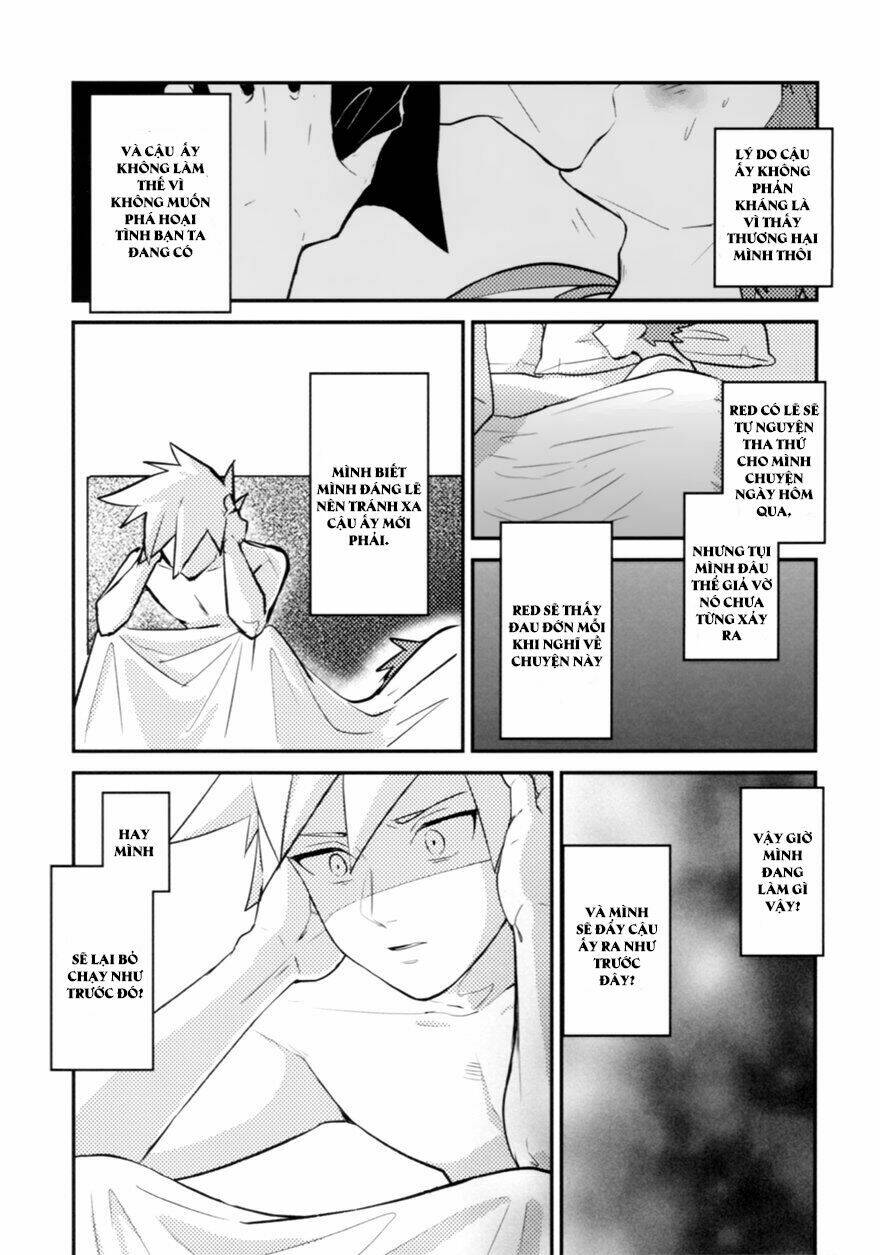 LÝ DO CẬU
ẤY KHÔNG
PHẢN
KHÁNG LÀ
VÌ THẤY
THƯƠNG HẠI
MÌNH THÔI
VÀ CẬU ẤY
KHÔNG LÀM
THẾ VÌ
KHÔNG MUỐN
PHÁ HOẠI
TÌNH BẠN TA
ĐANG CÓ
RED CÓ LẼ SẼ
TỰ NGUYỆN
THA THỨ
CHO MÌNH
CHUYỆN
NGÀY HÔM
QUA,
NHƯNG TỤI
MÌNH ĐÂU
THỂ GIẢ VỜ
NÓ CHƯA
TỪNG XẢY
RA
RED SẼ THẤY
ĐAU ĐỚN MỖI
KHI NGHĨ VỀ
CHUYỆN NÀY
MÌNH BIẾT
MÌNH ĐÁNG LẼ
NÊN TRÁNH XA
CẬU ẤY MỚI
PHẢI.
VẬY GIỜ
MÌNH
ĐANG
LÀM GÌ
VẬY?
VÀ MÌNH
SẼ ĐẨY CẬU
ẤY RA NHƯ
TRƯỚC
ĐÂY?
HAY
MÌNH
SẼ LẠI BỎ
CHẠY NHƯ
TRƯỚC ĐÓ?